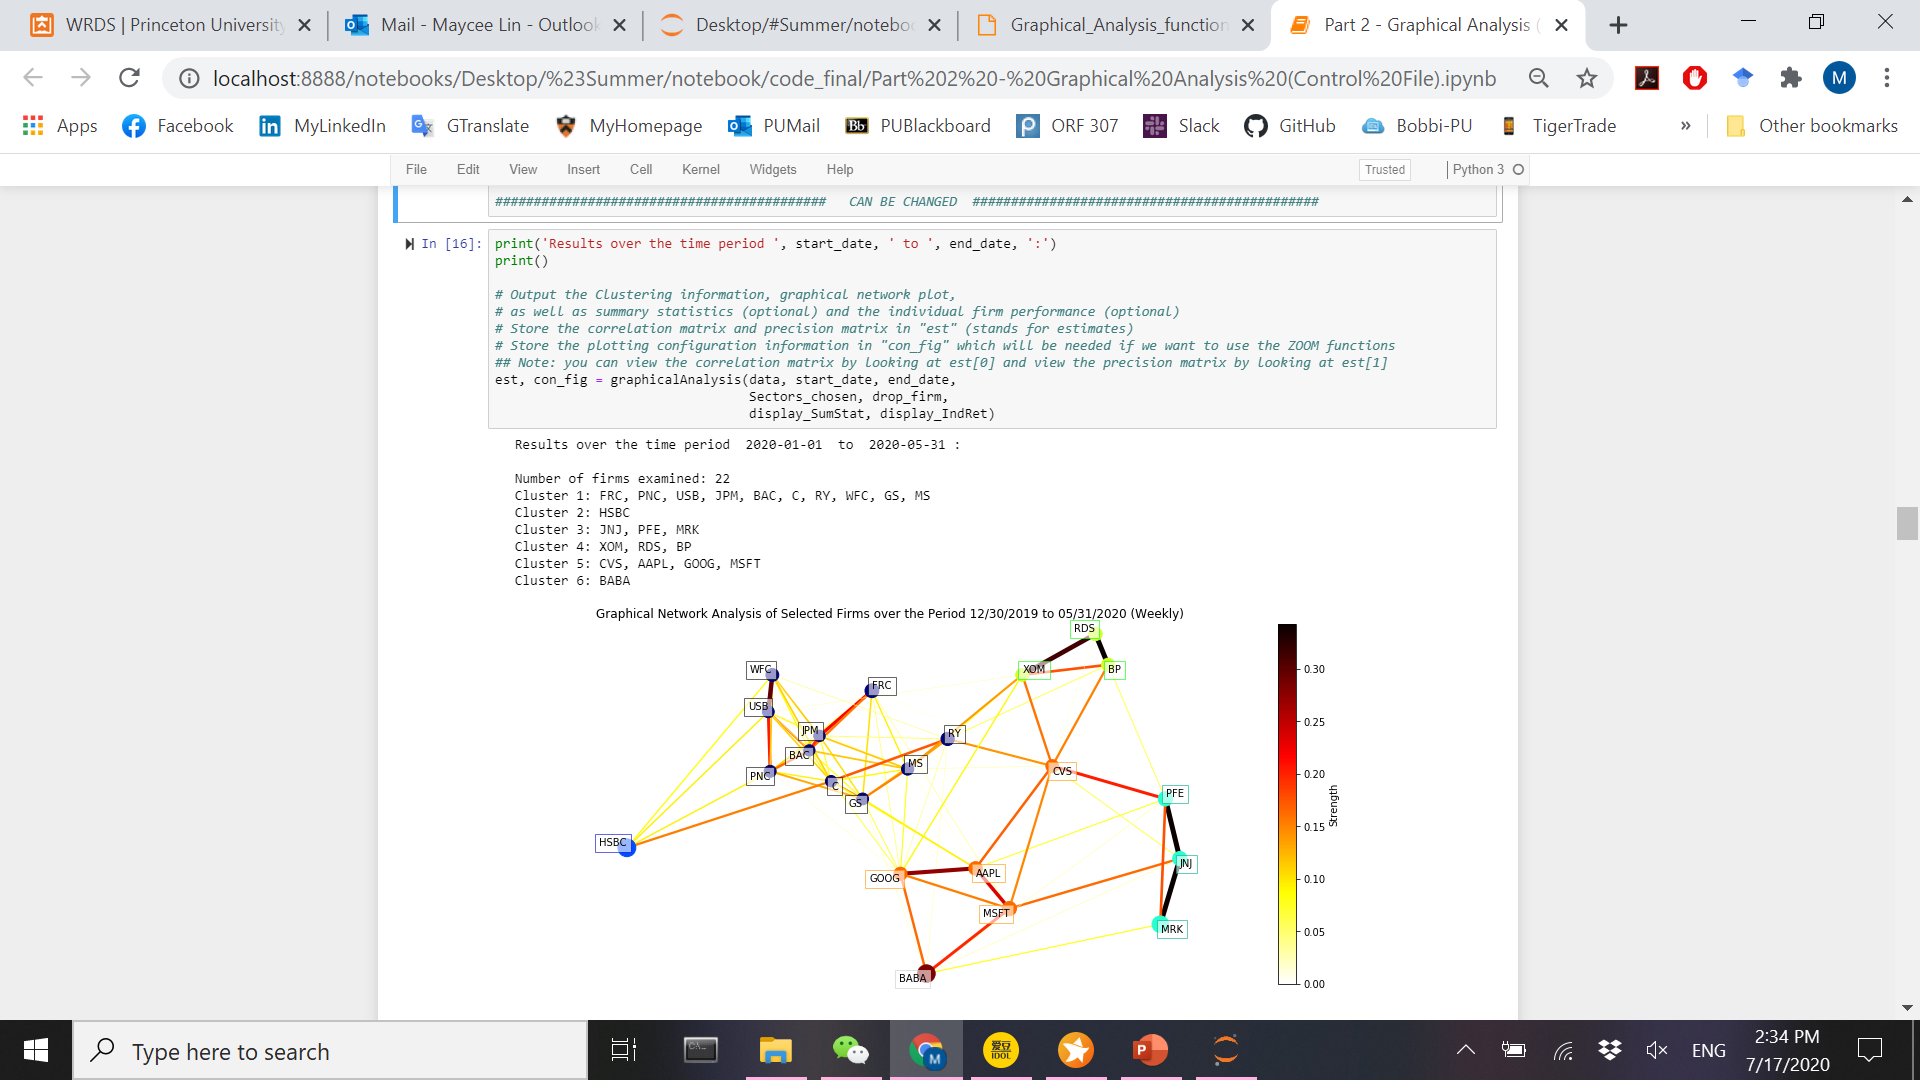 WRDS | Princeton University
Mail - Maycee Lin - Outlook
Desktop/#Summer/notebo
Graphical_Analysis_function
Part 2 - Graphical Analysis (
localhost:8888/notebooks/Desktop/%23Summer/notebook/code_final/Part%202%20-%20Graphical%20Analysis%20(Control%20File).ipynb
M
Apps
Facebook
MyLinkedIn
GTranslate
MyHomepage
PUMail
Bb
PUBlackboard
ORF 307
Slack
GitHub
Bobbi-PU
TigerTrade
»
Other bookmarks
File Edit View Insert Cell Kernel Widgets Help
Trusted
Python 3
########################################### CAN BE CHANGED #############################################
In [16]:
print('Results over the time period ', start_date, ' to ', end_date, ':')
print()
# Output the Clustering information, graphical network plot,
# as well as summary statistics (optional) and the individual firm performance (optional)
# Store the correlation matrix and precision matrix in "est" (stands for estimates)
# Store the plotting configuration information in "con_fig" which will be needed if we want to use the ZOOM functions
## Note: you can view the correlation matrix by looking at est[0] and view the precision matrix by looking at est[1]
est, con_fig = graphicalAnalysis(data, start_date, end_date,
Sectors_chosen, drop_firm,
display_SumStat, display_IndRet)
Results over the time period  2020-01-01  to  2020-05-31 :
Number of firms examined: 22
Cluster 1: FRC, PNC, USB, JPM, BAC, C, RY, WFC, GS, MS
Cluster 2: HSBC
Cluster 3: JNJ, PFE, MRK
Cluster 4: XOM, RDS, BP
Cluster 5: CVS, AAPL, GOOG, MSFT
Cluster 6: BABA
Graphical Network Analysis of Selected Firms over the Period 12/30/2019 to 05/31/2020 (Weekly)
RDS
WFC
XOM
BP
FRC
USB
JPM
RY
BAC
MS
CVS
PNC
C
PFE
GS
HSBC
JNJ
AAPL
GOOG
MSFT
MRK
BABA
0.30
0.25
0.20
0.15
0.10
0.05
0.00
Strength
Type here to search
M
爱豆
IDOL
P
ENG
2:34 PM
7/17/2020